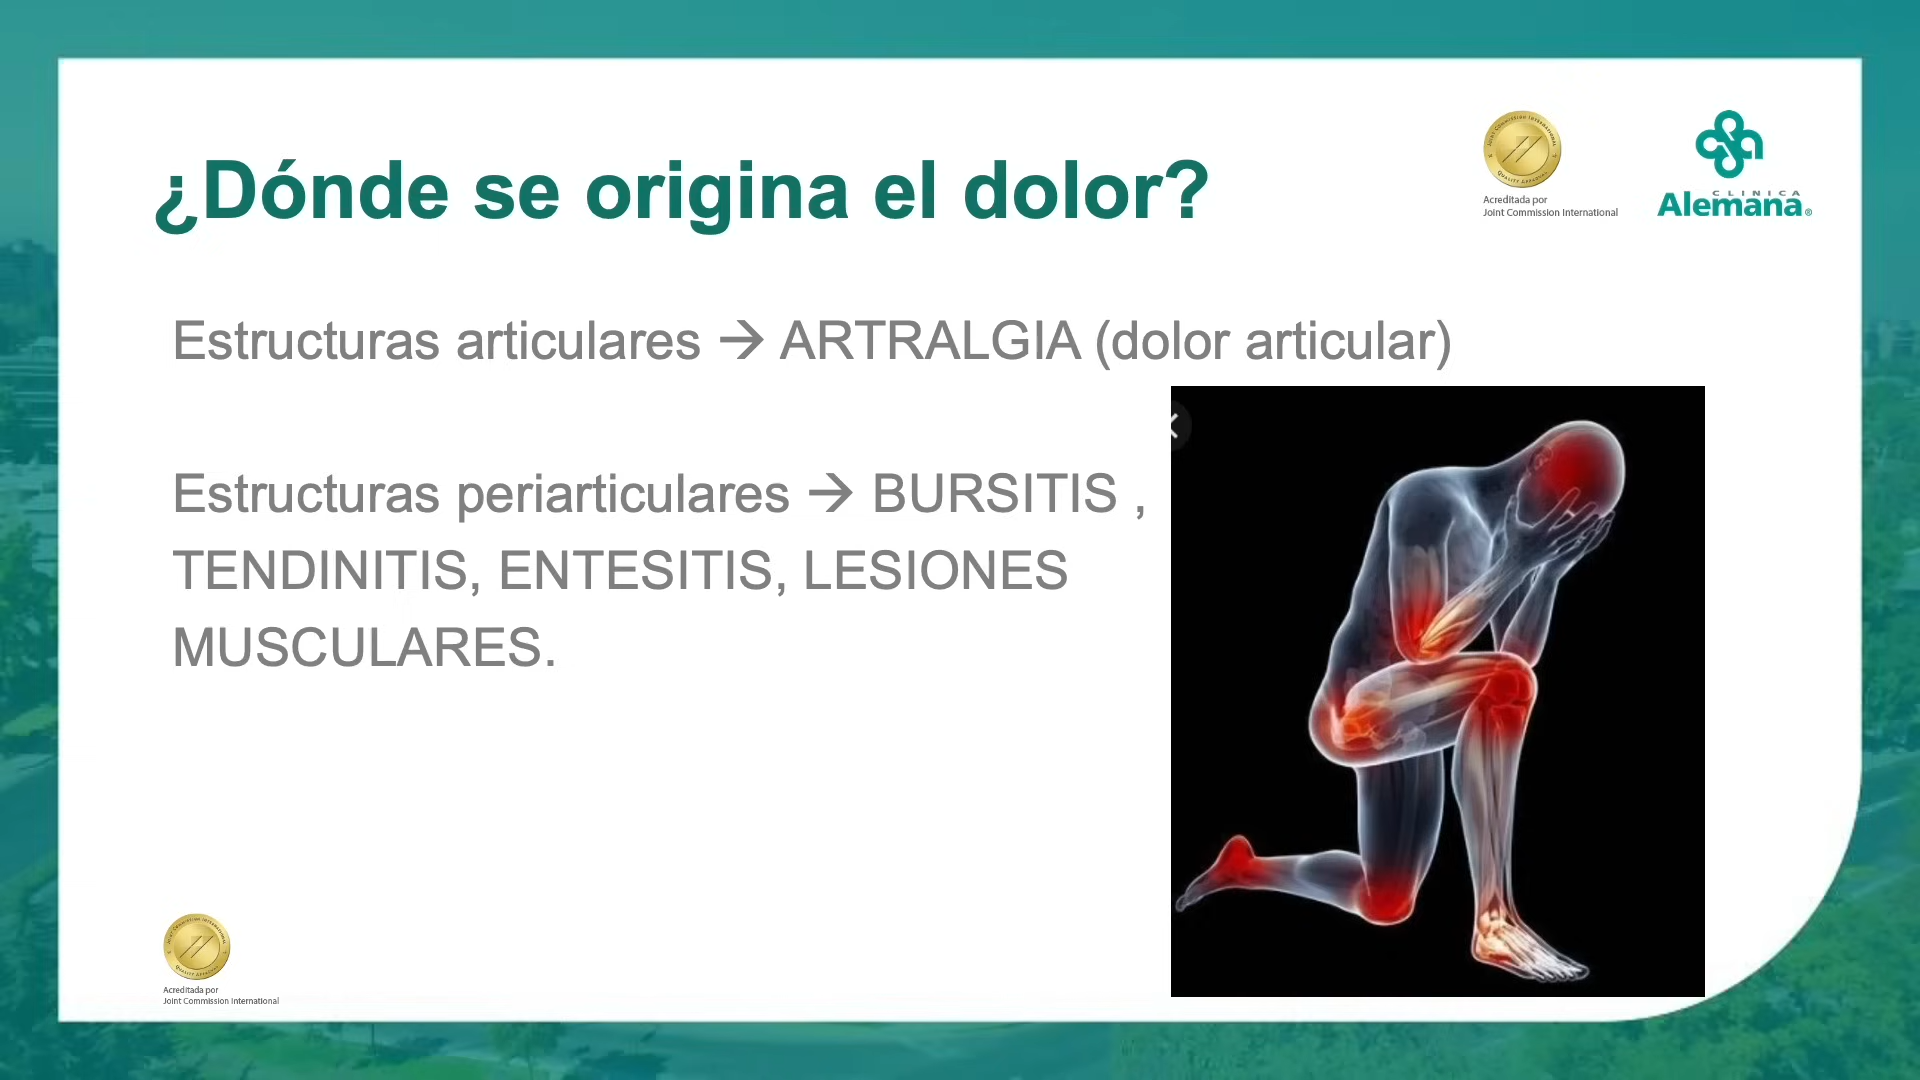 ¿Dónde se origina el dolor?
Acreditada por
Joint Commission International
CLINICA
Alemana®
Estructuras articulares → ARTRALGIA (dolor articular)
Estructuras periarticulares → BURSITIS ,
TENDINITIS, ENTESITIS, LESIONES
MUSCULARES.
Acreditada por
Joint Commission International